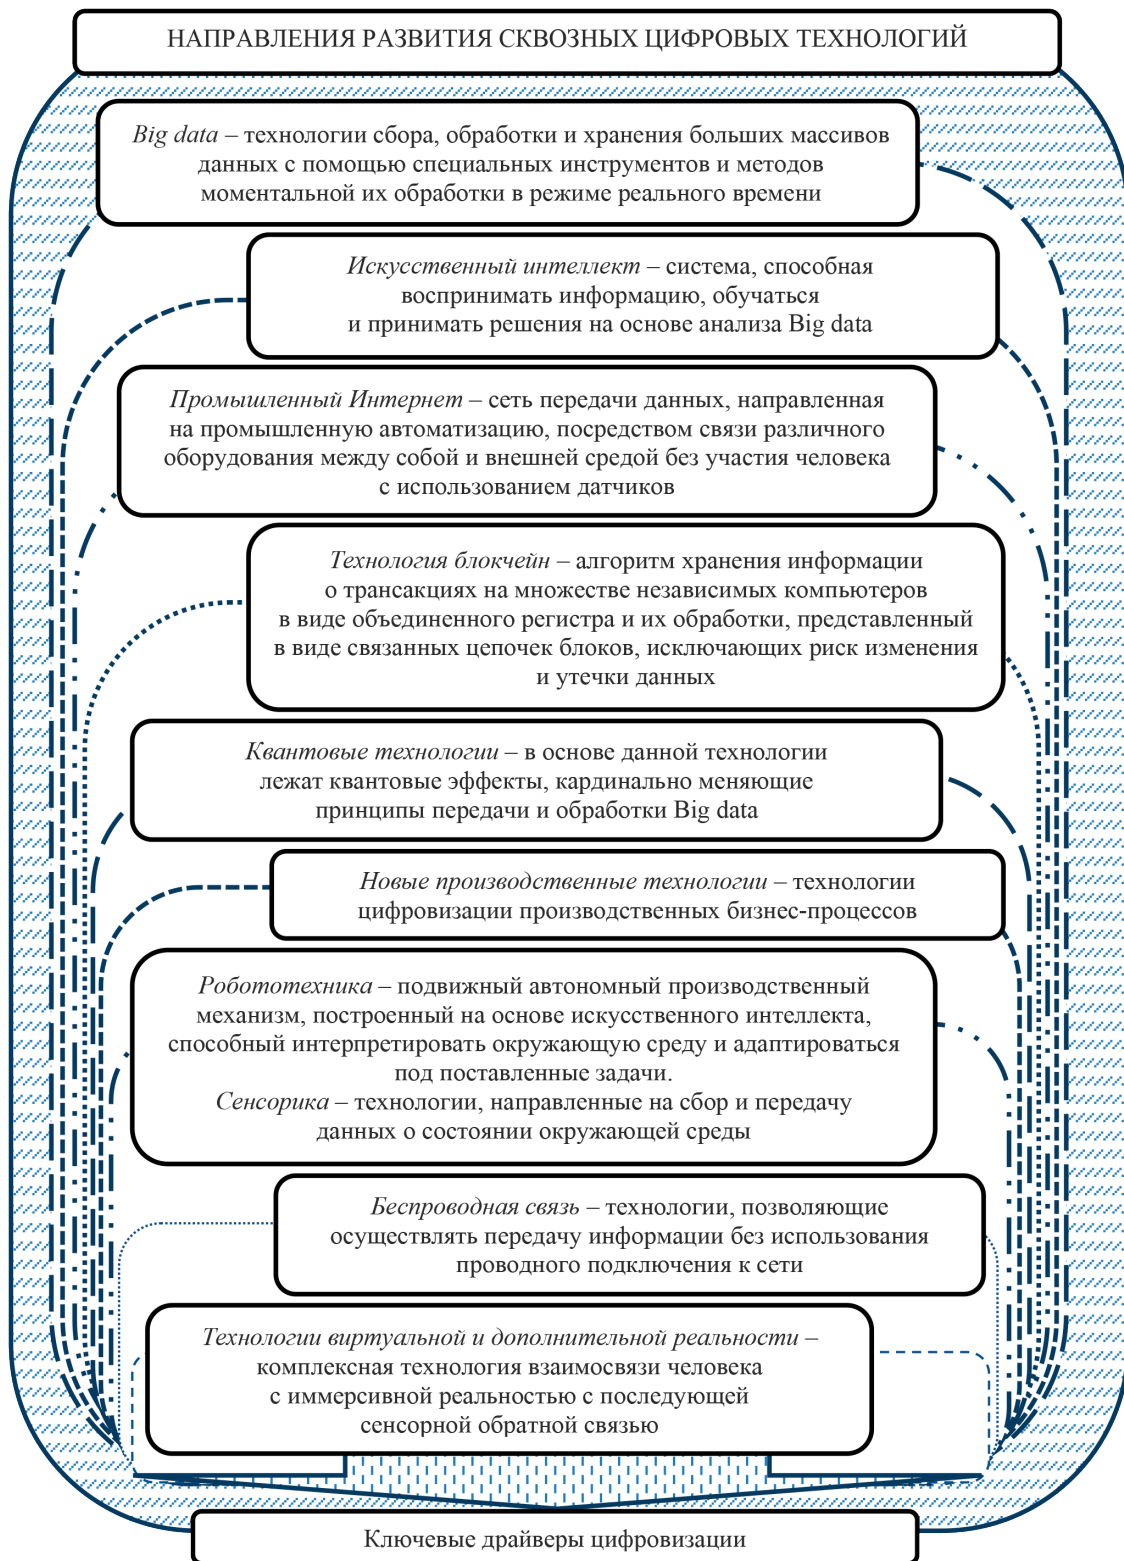 НАПРАВЛЕНИЯ РАЗВИТИЯ СКВОЗНЫХ ЦИФРОВЫХ ТЕХНОЛОГИЙ
Big data – технологии сбора, обработки и хранения больших массивов
данных с помощью специальных инструментов и методов
моментальной их обработки в режиме реального времени
Искусственный интеллект – система, способная
воспринимать информацию, обучаться
и принимать решения на основе анализа Big data
Промышленный Интернет – сеть передачи данных, направленная
на промышленную автоматизацию, посредством связи различного
оборудования между собой и внешней средой без участия человека
с использованием датчиков
Технология блокчейн – алгоритм хранения информации
о трансакциях на множестве независимых компьютеров
в виде объединенного регистра и их обработки, представленный
в виде связанных цепочек блоков, исключающих риск изменения
и утечки данных
Квантовые технологии – в основе данной технологии
лежат квантовые эффекты, кардинально меняющие
принципы передачи и обработки Big data
Новые производственные технологии – технологии
цифровизации производственных бизнес-процессов
Робототехника – подвижный автономный производственный
механизм, построенный на основе искусственного интеллекта,
способный интерпретировать окружающую среду и адаптироваться
под поставленные задачи.
Сенсорика – технологии, направленные на сбор и передачу
данных о состоянии окружающей среды
Беспроводная связь – технологии, позволяющие
осуществлять передачу информации без использования
проводного подключения к сети
Технологии виртуальной и дополнительной реальности –
комплексная технология взаимосвязи человека
с иммерсивной реальностью с последующей
сенсорной обратной связью
Ключевые драйверы цифровизации